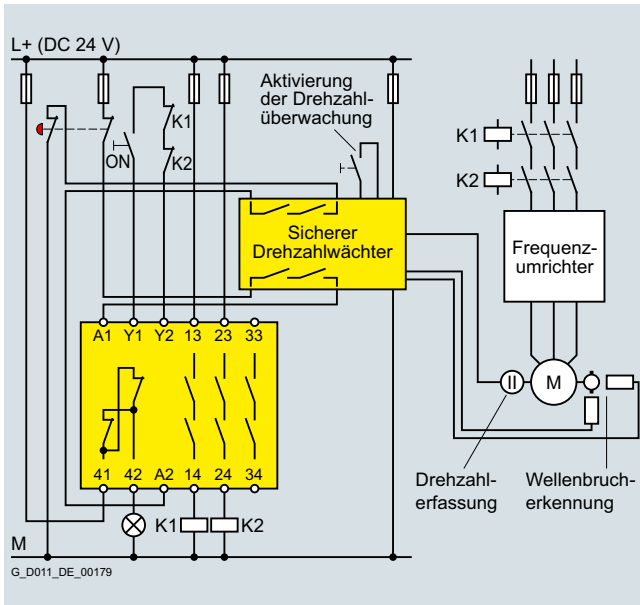 L+ (DC 24 V)
Aktivierung
der Drehzahl-
überwachung
K1
ON
K2
K1
K2
Sicherer
Drehzahlwächter
Frequenz-
umrichter
A1 Y1 Y2 13 23 33
II
M
41 42 A2 14 24 34
Drehzahl-
erfassung
Wellenbruch-
erkennung
K1
K2
M
G_D011_DE_00179